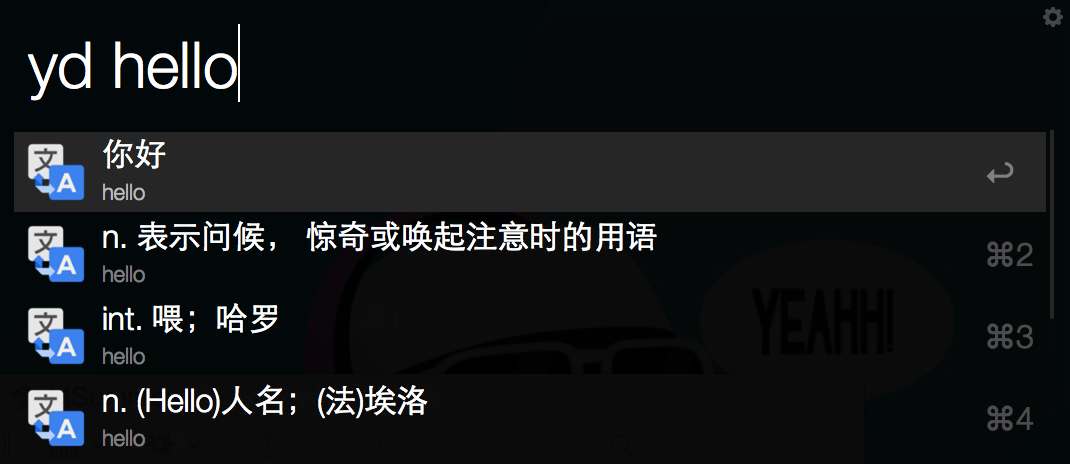 yd hello
你好
hello
n. 表示问候， 惊奇或唤起注意时的用语
hello
⌘2
int. 喂；哈罗
hello
⌘3
n. (Hello)人名；(法)埃洛
hello
⌘4
YEAHH!